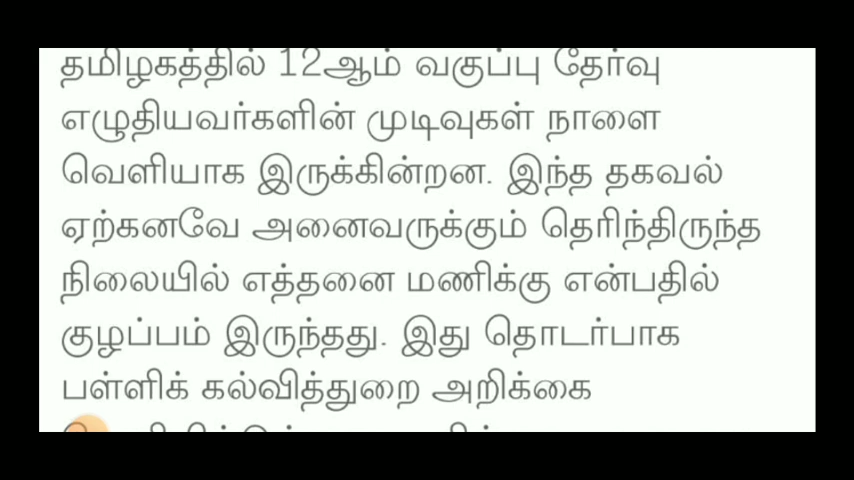 தமிழகத்தில் 12ஆம் வகுப்பு தேர்வு
எழுதியவர்களின் முடிவுகள் நாளை
வெளியாக இருக்கின்றன. இந்த தகவல்
ஏற்கனவே அனைவருக்கும் தெரிந்திருந்த
நிலையில் எத்தனை மணிக்கு என்பதில்
குழப்பம் இருந்தது. இது தொடர்பாக
பள்ளிக் கல்வித்துறை அறிக்கை